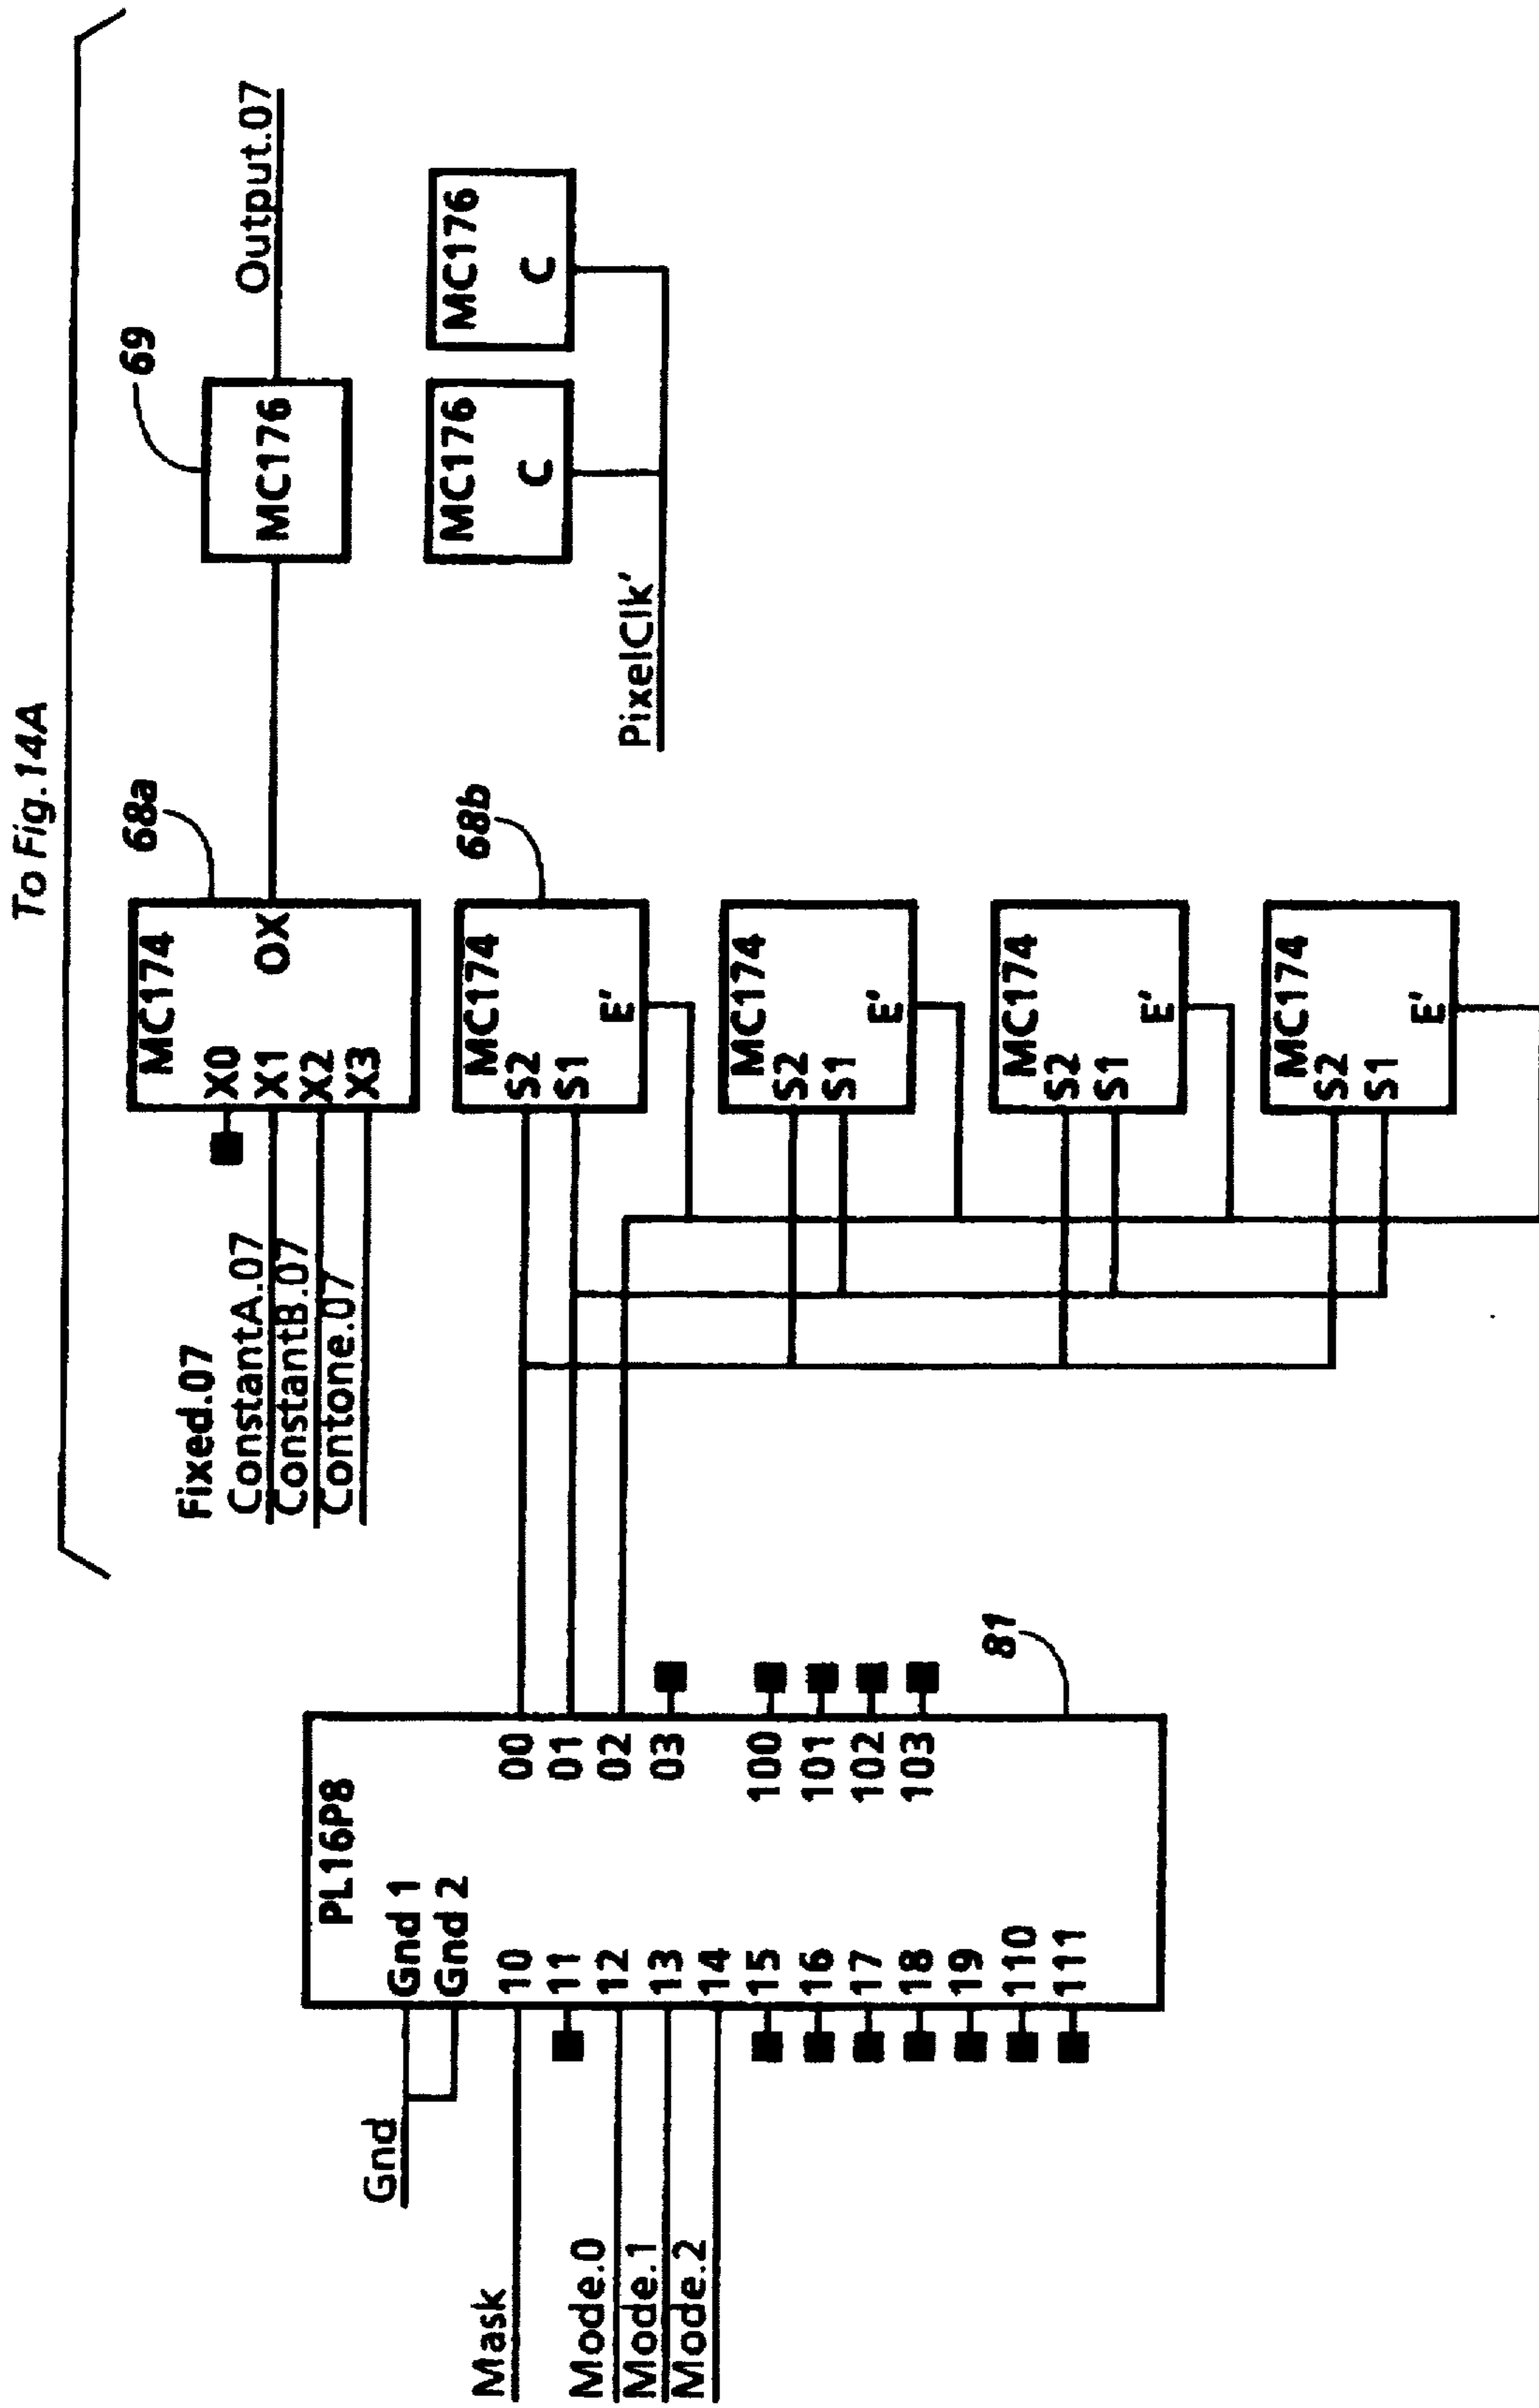 To Fig.14A
Mask
Mode.0
Mode.1
Mode.2
Gnd
PL16P8
Gnd 1
Gnd 2
10
11
12
13
14
15
16
17
18
19
110
111
00
01
02
03
100
101
102
103
81
Fixed.07
ConstantA.07
ConstantB.07
Contone.07
MC174
X0
X1
X2
X3
OX
68a
MC174
S2
S1
E'
68b
MC174
S2
S1
E'
MC174
S2
S1
E'
MC174
S2
S1
E'
MC176
69
Output.07
MC176
C
MC176
C
PixelClk'